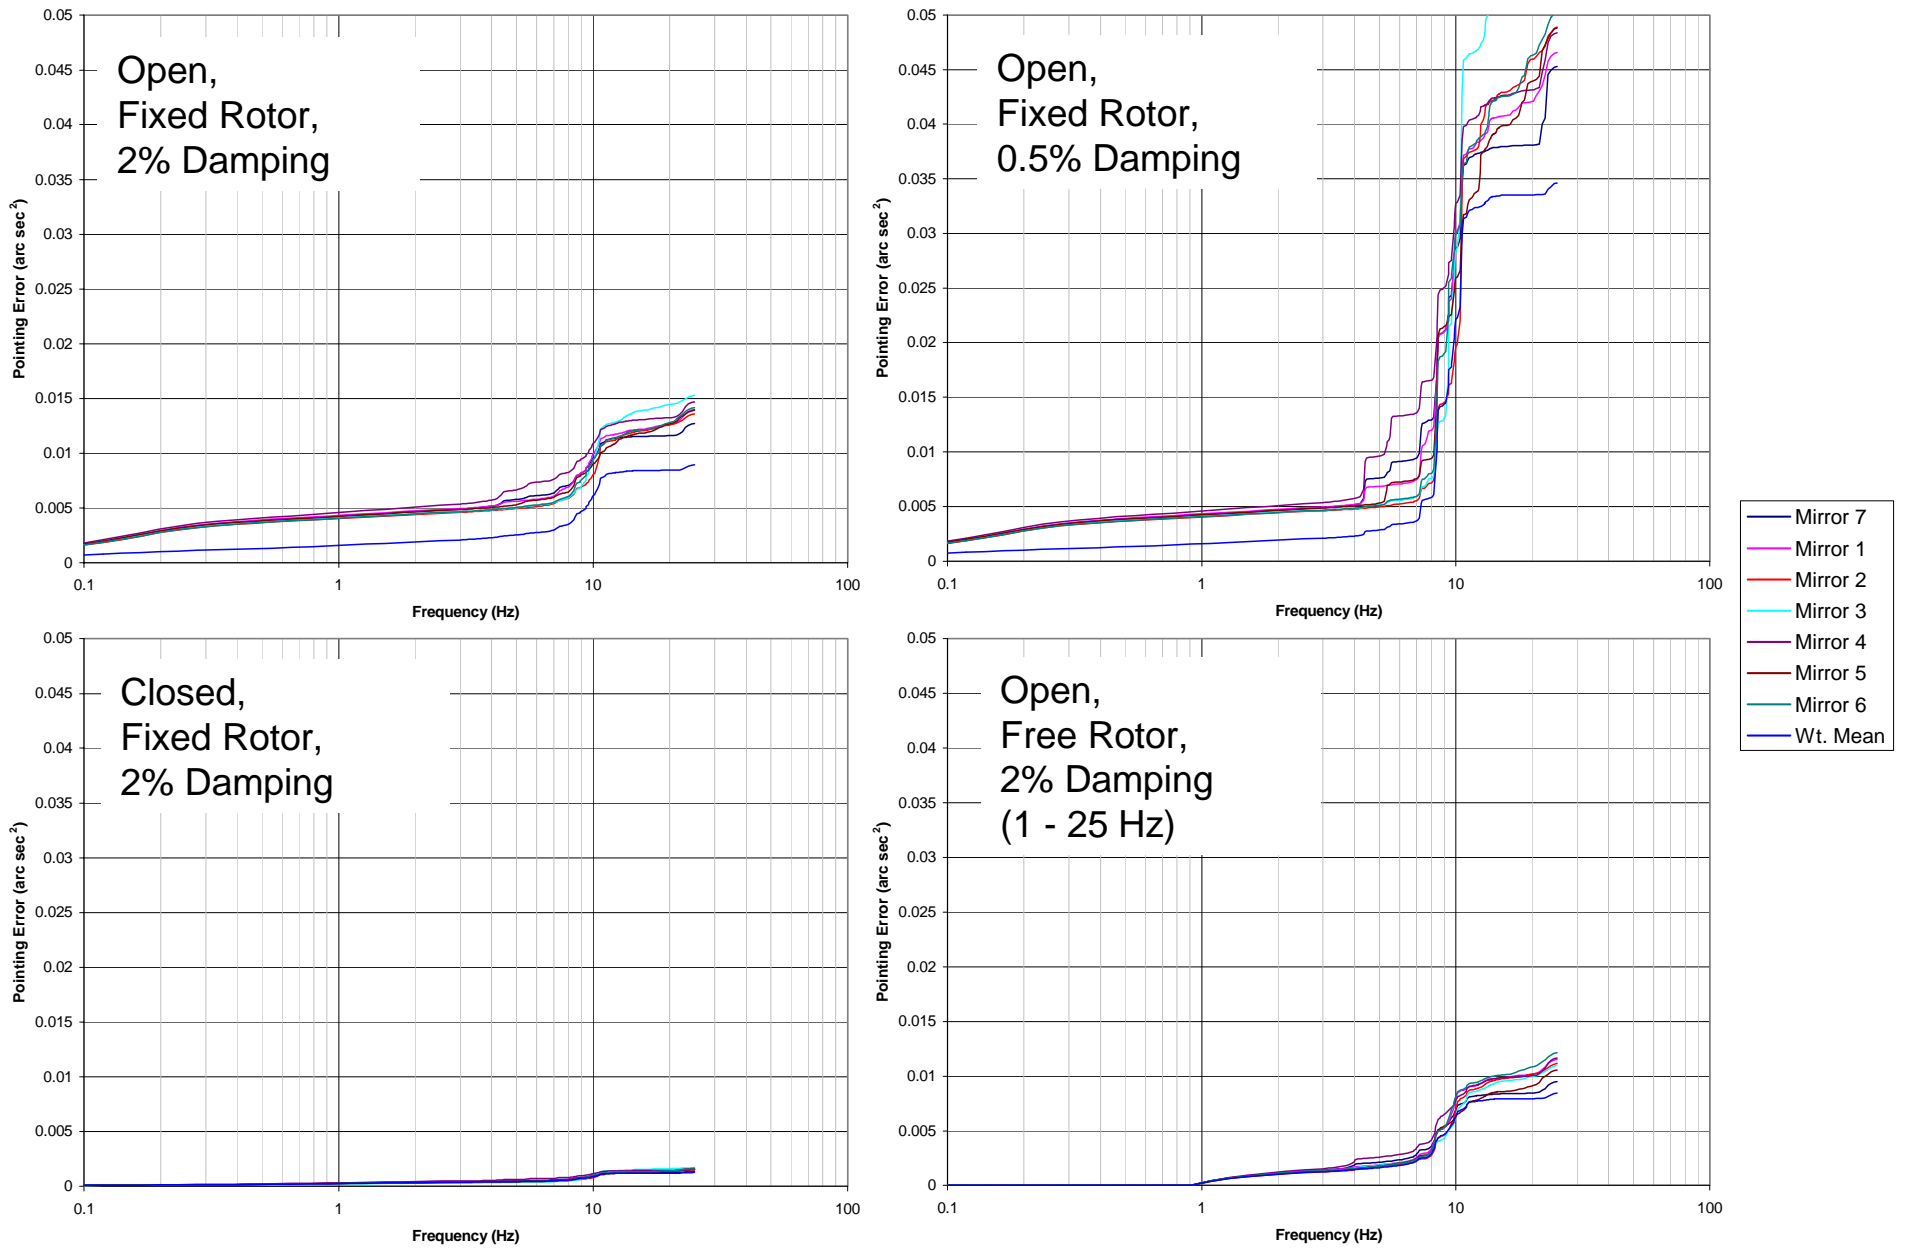 0.05
0.045
0.04
0.035
0.03
0.025
0.02
0.015
0.01
0.005
0
0.1
1
10
100
Pointing Error (arc sec²)
Frequency (Hz)
Open,
Fixed Rotor,
2% Damping
0.05
0.045
0.04
0.035
0.03
0.025
0.02
0.015
0.01
0.005
0
0.1
1
10
100
Pointing Error (arc sec²)
Frequency (Hz)
Open,
Fixed Rotor,
0.5% Damping
0.05
0.045
0.04
0.035
0.03
0.025
0.02
0.015
0.01
0.005
0
0.1
1
10
100
Pointing Error (arc sec²)
Frequency (Hz)
Closed,
Fixed Rotor,
2% Damping
0.05
0.045
0.04
0.035
0.03
0.025
0.02
0.015
0.01
0.005
0
0.1
1
10
100
Pointing Error (arc sec²)
Frequency (Hz)
Open,
Free Rotor,
2% Damping
(1 - 25 Hz)
Mirror 7
Mirror 1
Mirror 2
Mirror 3
Mirror 4
Mirror 5
Mirror 6
Wt. Mean